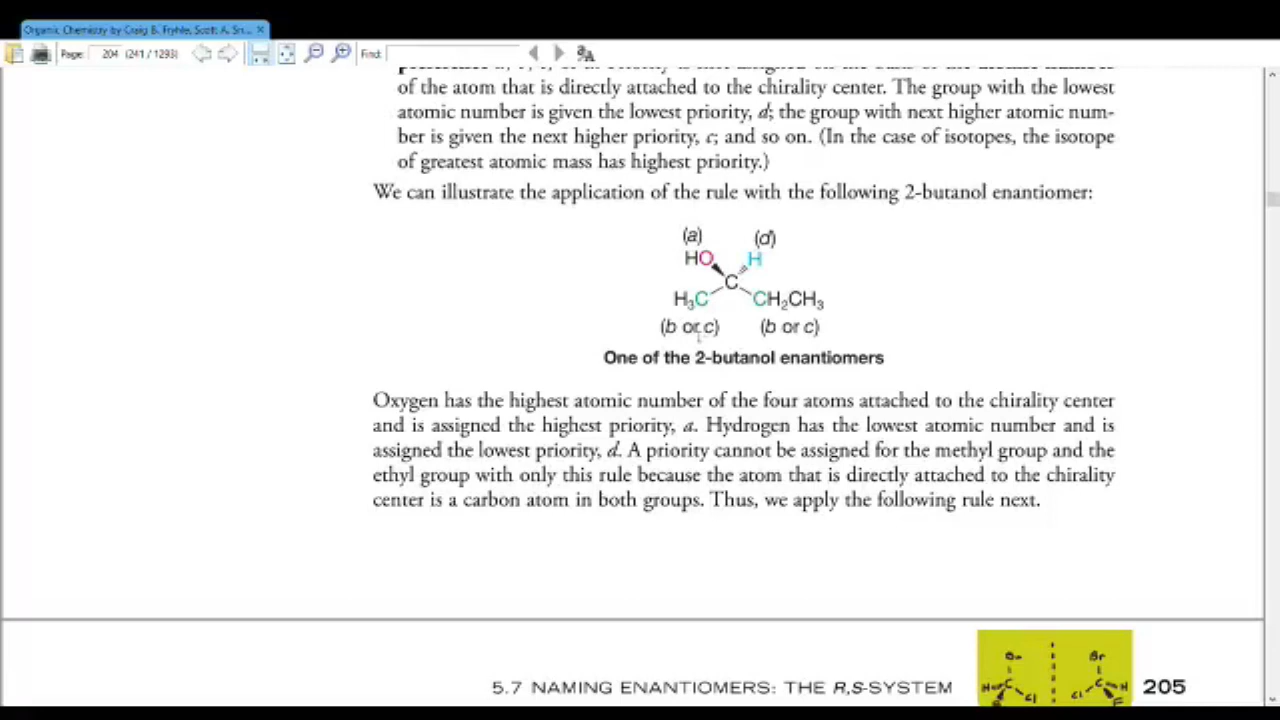 Organic Chemistry by Craig B. Fryhle, Scott A. Sn... ×
Page: 204 (241 / 1293) Find:
of the atom that is directly attached to the chirality center. The group with the lowest
atomic number is given the lowest priority, d; the group with next higher atomic num-
ber is given the next higher priority, c; and so on. (In the case of isotopes, the isotope
of greatest atomic mass has highest priority.)
We can illustrate the application of the rule with the following 2-butanol enantiomer:
(a) (d)
HO H
C
H3C CH2CH3
(b or c) (b or c)
One of the 2-butanol enantiomers
Oxygen has the highest atomic number of the four atoms attached to the chirality center
and is assigned the highest priority, a. Hydrogen has the lowest atomic number and is
assigned the lowest priority, d. A priority cannot be assigned for the methyl group and the
ethyl group with only this rule because the atom that is directly attached to the chirality
center is a carbon atom in both groups. Thus, we apply the following rule next.
Br Br
H C Cl Cl C H
F
5.7 NAMING ENANTIOMERS: THE R,S-SYSTEM 205